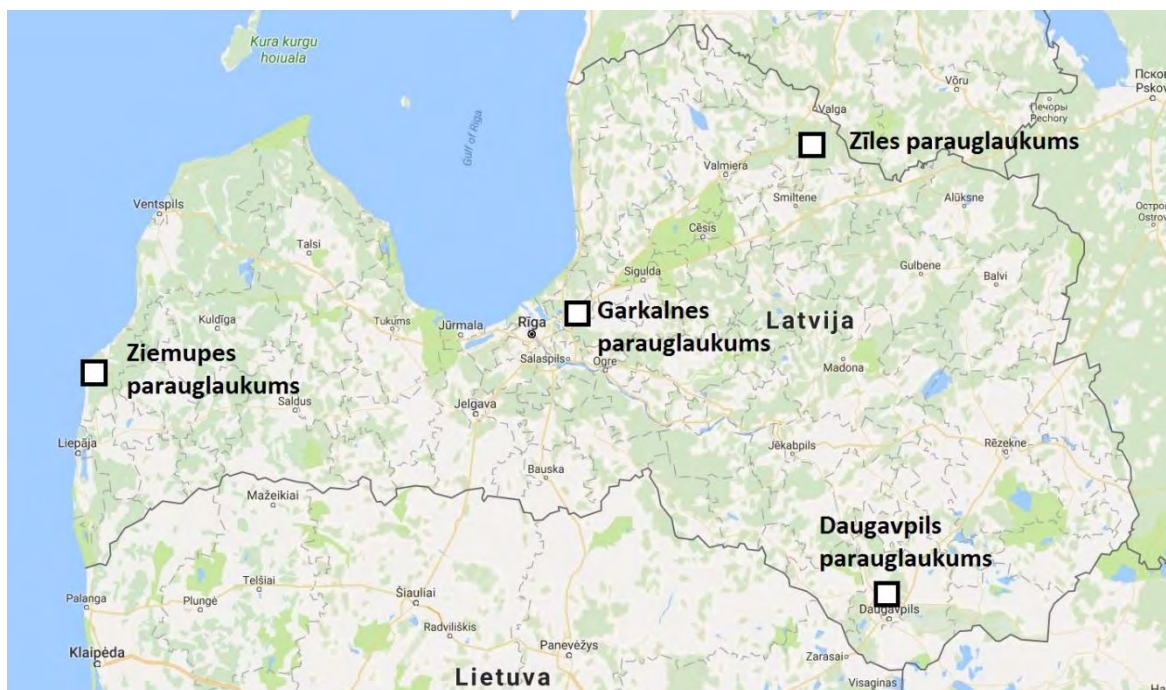 Kura kurgu
hoiuala
Gulf of Riga
Võru
Псков
Pskov
Печоры
Pechory
Valga
Zīles parauglaukums
Valmiera
Smiltene
Alūksne
Остро
Ostrov
Ventspils
Talsi
Cēsis
Sigulda
Gulbene
Balvi
Garkalnes
parauglaukums
Latvija
Kuldīga
Tukums
Jūrmala
Rīga
Salaspils
Ogre
Madona
Ziemupes
parauglaukums
Saldus
Jelgava
Liepāja
Jēkabpils
Rēzekne
Bauska
Mažeikiai
Daugavpils
parauglaukums
Daugavpils
Telšiai
Palanga
Plungė
Šiauliai
Radviliškis
Panevėžys
Klaipėda
Lietuva
Zarasai
Visaginas